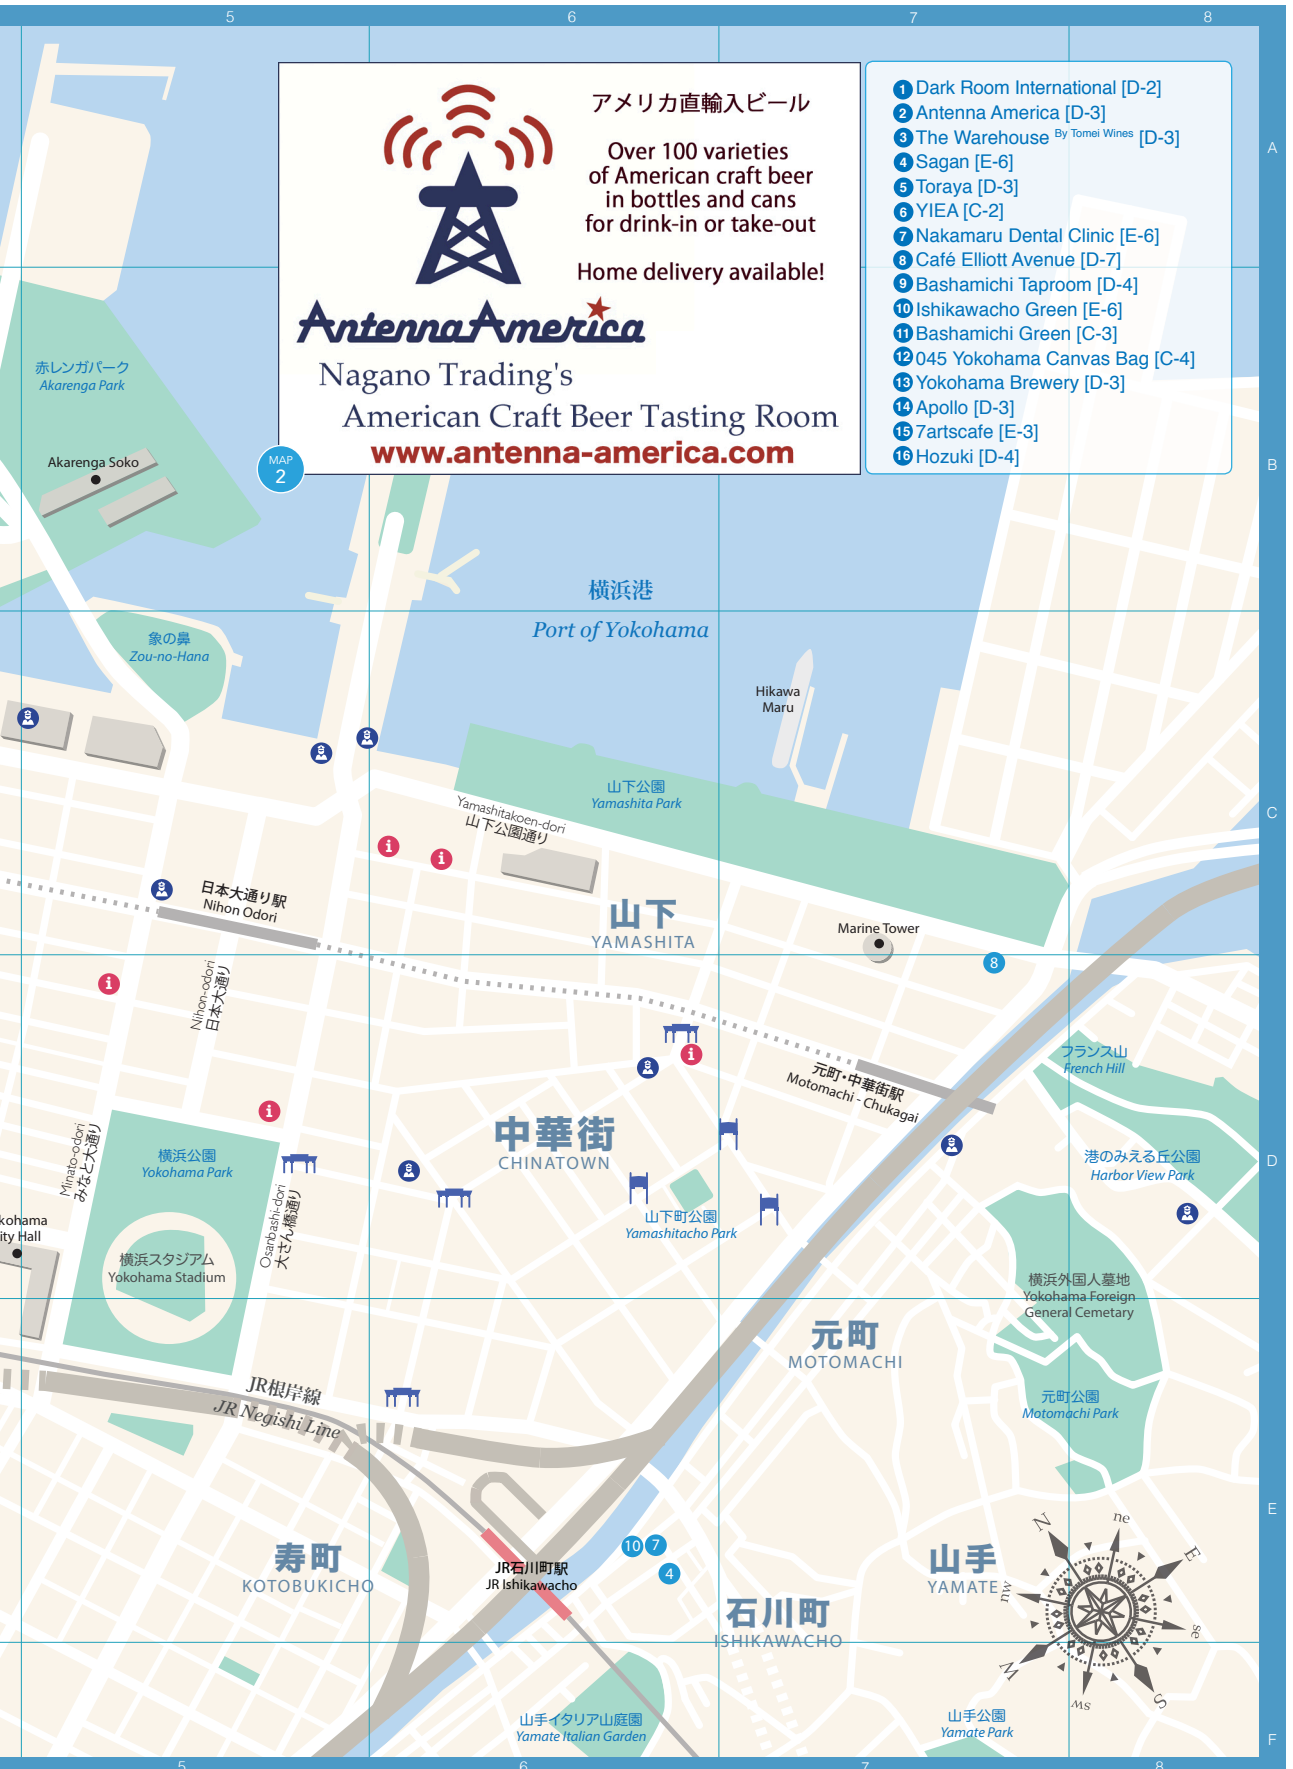 5
6
7
8
アメリカ直輸入ビール
Over 100 varieties
of American craft beer
in bottles and cans
for drink-in or take-out
Home delivery available!
Antenna America
Nagano Trading's
American Craft Beer Tasting Room
www.antenna-america.com
MAP
2
1 Dark Room International [D-2]
2 Antenna America [D-3]
3 The Warehouse By Tomei Wines [D-3]
4 Sagan [E-6]
5 Toraya [D-3]
6 YIEA [C-2]
7 Nakamaru Dental Clinic [E-6]
8 Café Elliott Avenue [D-7]
9 Bashamichi Taproom [D-4]
10 Ishikawacho Green [E-6]
11 Bashamichi Green [C-3]
12 045 Yokohama Canvas Bag [C-4]
13 Yokohama Brewery [D-3]
14 Apollo [D-3]
15 7artscafe [E-3]
16 Hozuki [D-4]
A
赤レンガパーク
Akarenga Park
Akarenga Soko
B
横浜港
Port of Yokohama
象の鼻
Zou-no-Hana
Hikawa
Maru
山下公園
Yamashita Park
C
Yamashitakoen-dori
山下公園通り
日本大通り駅
Nihon Odori
山下
YAMASHITA
Marine Tower
8
Nihon-odori
日本大通り
フランス山
French Hill
元町・中華街駅
Motomachi - Chukagai
中華街
CHINATOWN
Minato-odori
みなと大通り
横浜公園
Yokohama Park
港のみえる丘公園
Harbor View Park
D
Osanbashi-dori
大さん橋通り
山下町公園
Yamashitacho Park
kohama
ity Hall
横浜スタジアム
Yokohama Stadium
横浜外国人墓地
Yokohama Foreign
General Cemetary
元町
MOTOMACHI
JR根岸線
JR Negishi Line
元町公園
Motomachi Park
E
寿町
KOTOBUKICHO
JR石川町駅
JR Ishikawacho
10
7
4
山手
YAMATE
石川町
ISHIKAWACHO
N
ne
E
se
S
sw
W
nw
山手イタリア山庭園
Yamate Italian Garden
山手公園
Yamate Park
F
5
6
7
8